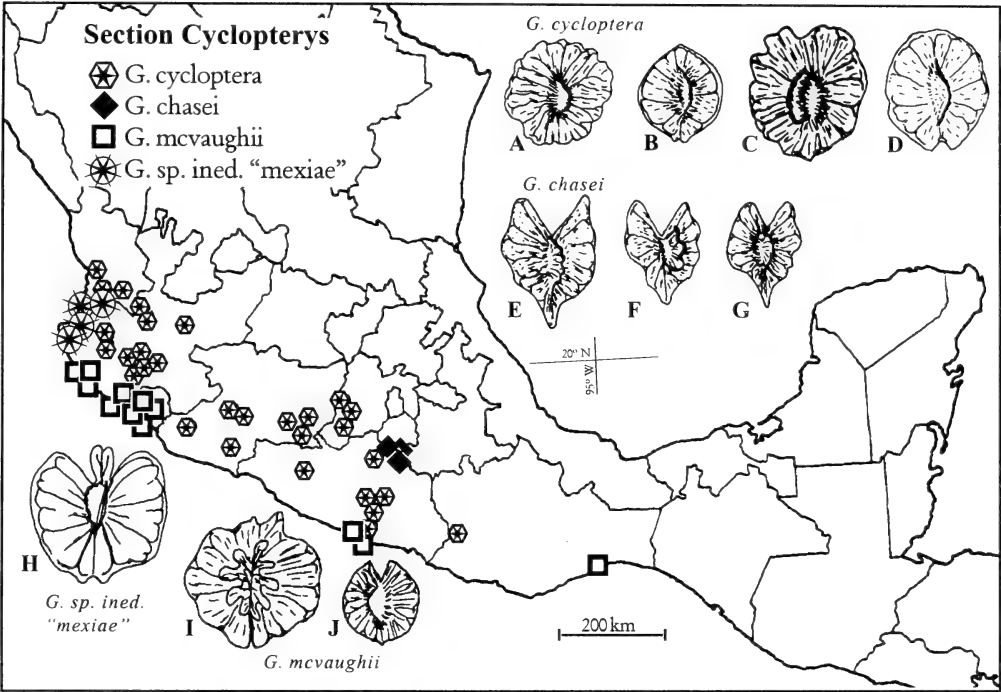 Section Cyclopterys
G. cycloptera
G. chasei
G. mcvaughii
G. sp. ined. “mexiae”
G. cycloptera
A
B
C
D
G. chasei
E
F
G
20° N
95° W
H
G. sp. ined.
“mexiae”
I
J
G. mcvaughii
200 km